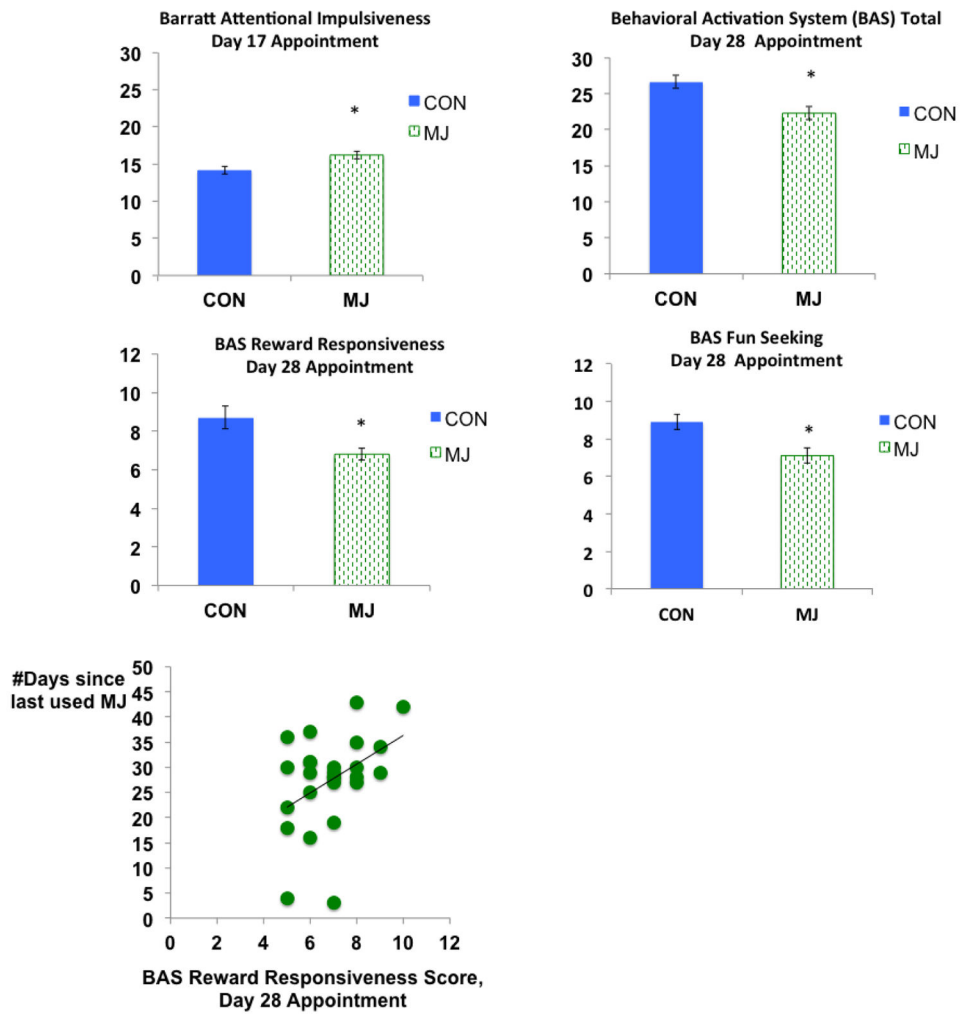 Barratt Attentional Impulsiveness
Day 17 Appointment
30
25
20
15
10
5
0
*
CON
MJ
CON
MJ
Behavioral Activation System (BAS) Total
Day 28 Appointment
30
25
20
15
10
5
0
*
CON
MJ
CON
MJ
BAS Reward Responsiveness
Day 28 Appointment
12
10
8
6
4
2
0
*
CON
MJ
CON
MJ
BAS Fun Seeking
Day 28 Appointment
12
10
8
6
4
2
0
*
CON
MJ
CON
MJ
#Days since
last used MJ
50
45
40
35
30
25
20
15
10
5
0
0 2 4 6 8 10 12
BAS Reward Responsiveness Score,
Day 28 Appointment